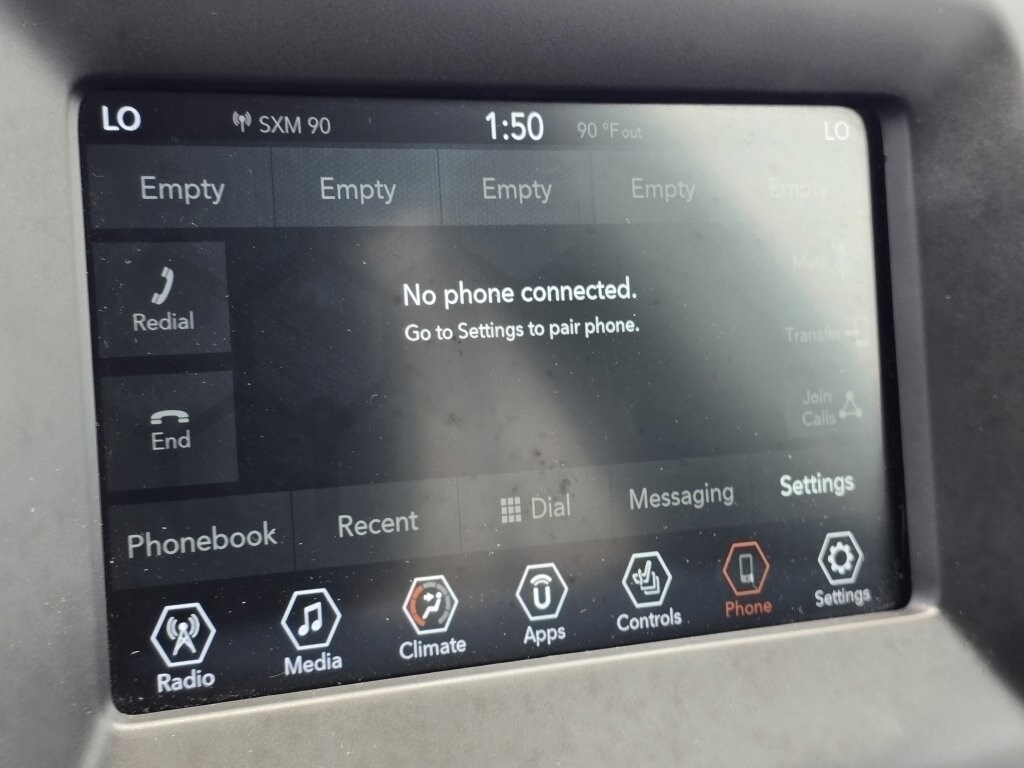 LO SXM 90 1:50 90 °F out LO
Empty Empty Empty Empty Empty
Redial
No phone connected.
Go to Settings to pair phone.
Transfer
End
Join
Calls
Phonebook Recent Dial Messaging Settings
Radio Media Climate Apps Controls Phone Settings